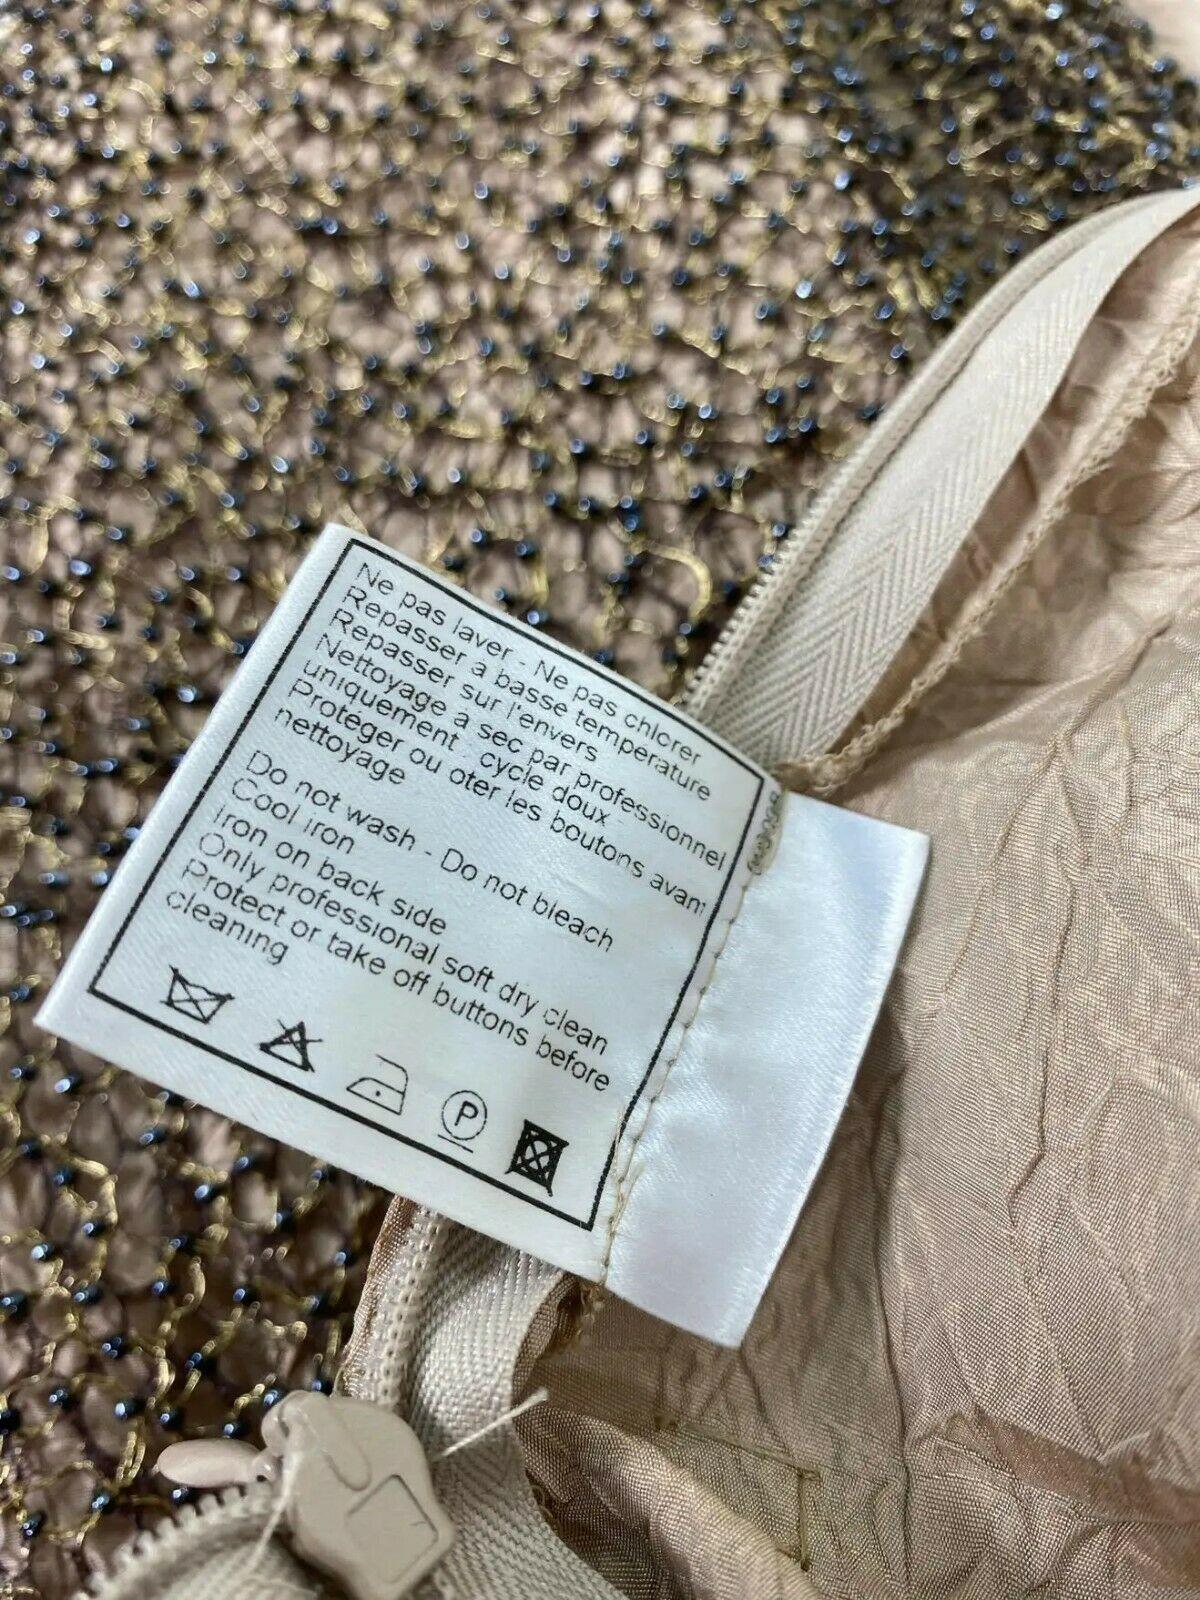 Ne pas laver - Ne pas chlorer
Repasser a basse temperature
Repasser sur l'envers
Nettoyage a sec par professionnel
uniquement cycle doux
Protéger ou oter les boutons avant
nettoyage
Do not wash - Do not bleach
Cool iron
Iron on back side
Only professional soft dry clean
Protect or take off buttons before
cleaning
P